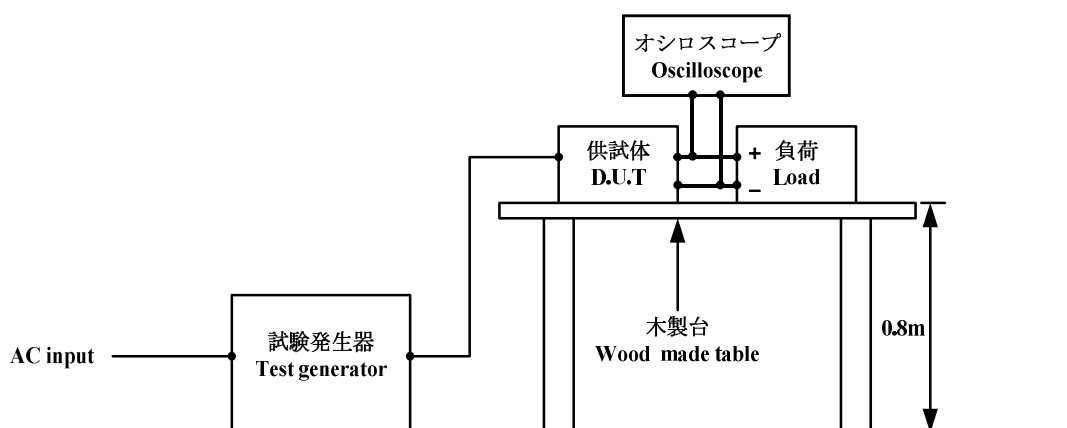 オシロスコープ
Oscilloscope
供試体
D.U.T
+
−
負荷
Load
木製台
Wood made table
0.8m
試験発生器
Test generator
AC input